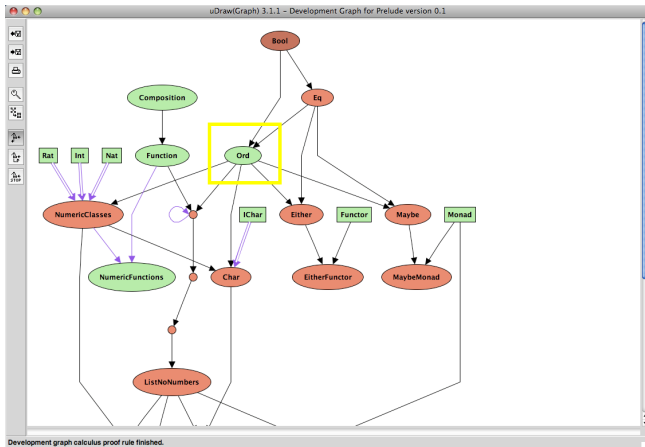 uDraw(Graph) 3.1.1 - Development Graph for Prelude version 0.1
Bool
Composition
Eq
Rat Int Nat Function Ord
NumericClasses IChar Either Functor Maybe Monad
NumericFunctions Char EitherFunctor MaybeMonad
ListNoNumbers
Development graph calculus proof rule finished.